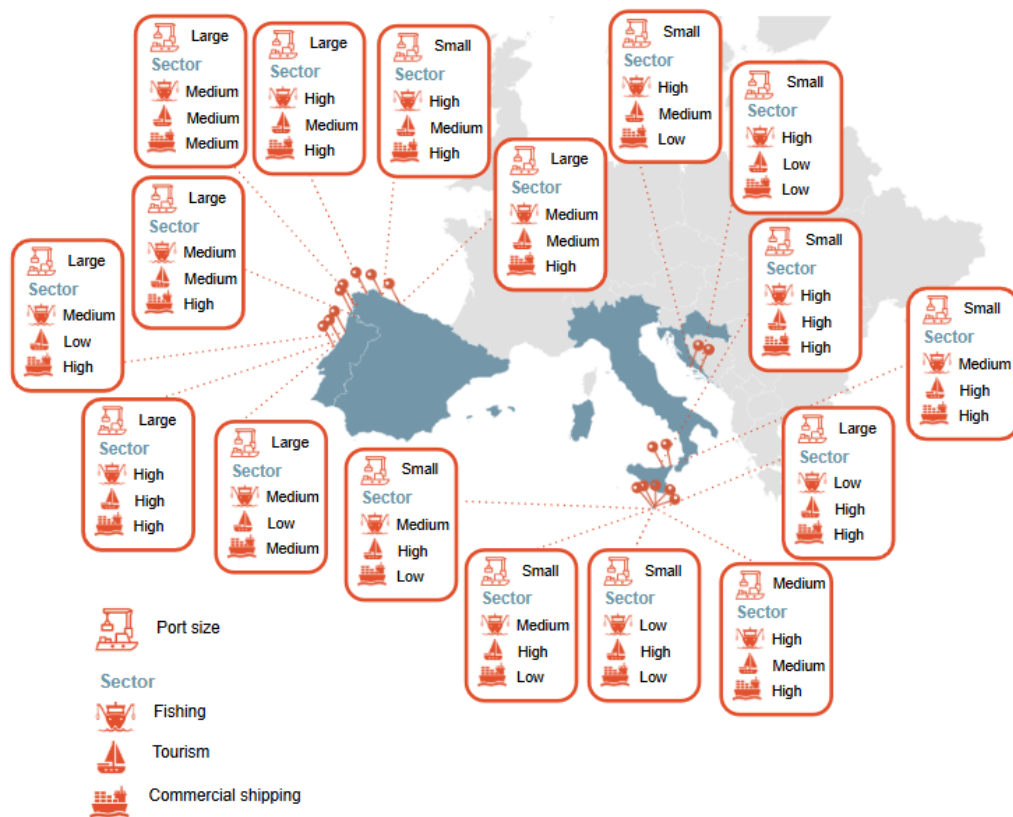 Large
Sector
Medium
Medium
Medium
Large
Sector
High
Medium
High
Small
Sector
High
Medium
High
Small
Sector
High
Medium
Low
Small
Sector
High
Low
Low
Large
Sector
Medium
Medium
High
Large
Sector
Medium
Medium
High
Large
Sector
Medium
Low
High
Small
Sector
High
High
High
Small
Sector
Medium
High
High
Large
Sector
High
High
High
Large
Sector
Medium
Low
Medium
Small
Sector
Medium
High
Low
Large
Sector
Low
High
High
Small
Sector
Medium
High
Low
Small
Sector
Low
High
Low
Medium
Sector
High
Medium
High
Port size
Sector
Fishing
Tourism
Commercial shipping